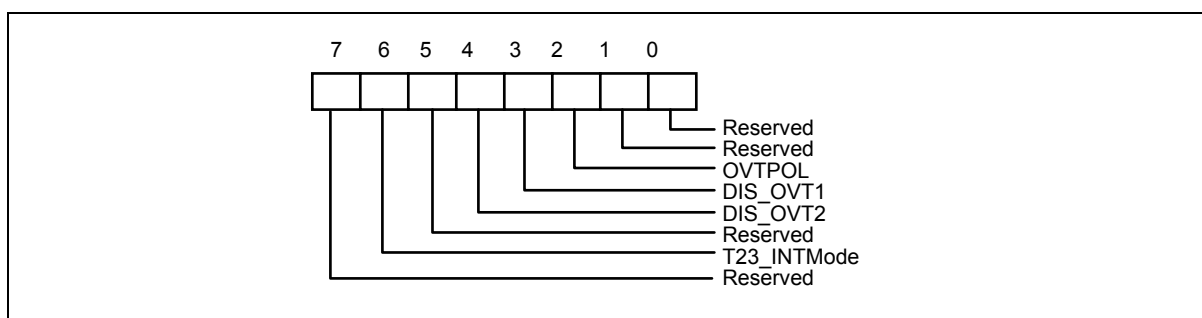 7 6 5 4 3 2 1 0
Reserved
Reserved
OVTPOL
DIS_OVT1
DIS_OVT2
Reserved
T23_INTMode
Reserved